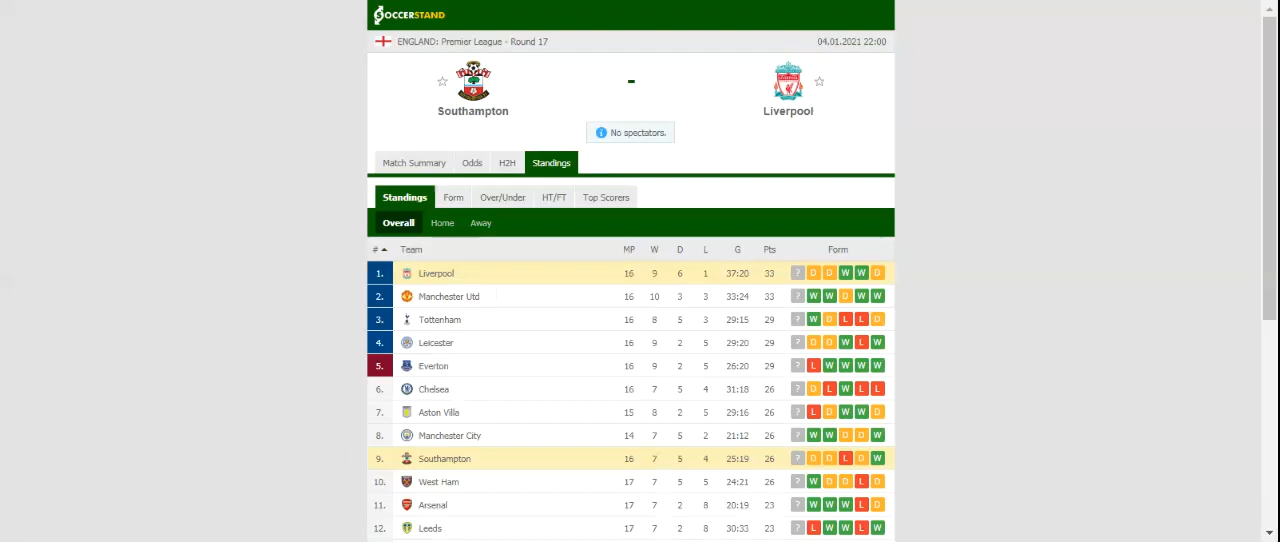 SOCCERSTAND
ENGLAND: Premier League - Round 17 04.01.2021 22:00
-
Southampton Liverpool
No spectators.
Match Summary Odds H2H Standings
Standings Form Over/Under HT/FT Top Scorers
Overall Home Away
# Team MP W D L G Pts Form
1. Liverpool 16 9 6 1 37:20 33 ? D D W W D
2. Manchester Utd 16 10 3 3 33:24 33 ? W W D W W
3. Tottenham 16 8 5 3 29:15 29 ? W D L L D
4. Leicester 16 9 2 5 29:20 29 ? D D W L W
5. Everton 16 9 2 5 26:20 29 ? L W W W W
6. Chelsea 16 7 5 4 31:18 26 ? D L W L L
7. Aston Villa 15 8 2 5 29:16 26 ? L D W W D
8. Manchester City 14 7 5 2 21:12 26 ? W W D D W
9. Southampton 16 7 5 4 25:19 26 ? D D L D W
10. West Ham 17 7 5 5 24:21 26 ? W D D L D
11. Arsenal 17 7 2 8 20:19 23 ? W W W L D
12. Leeds 17 7 2 8 30:33 23 ? L W W L W